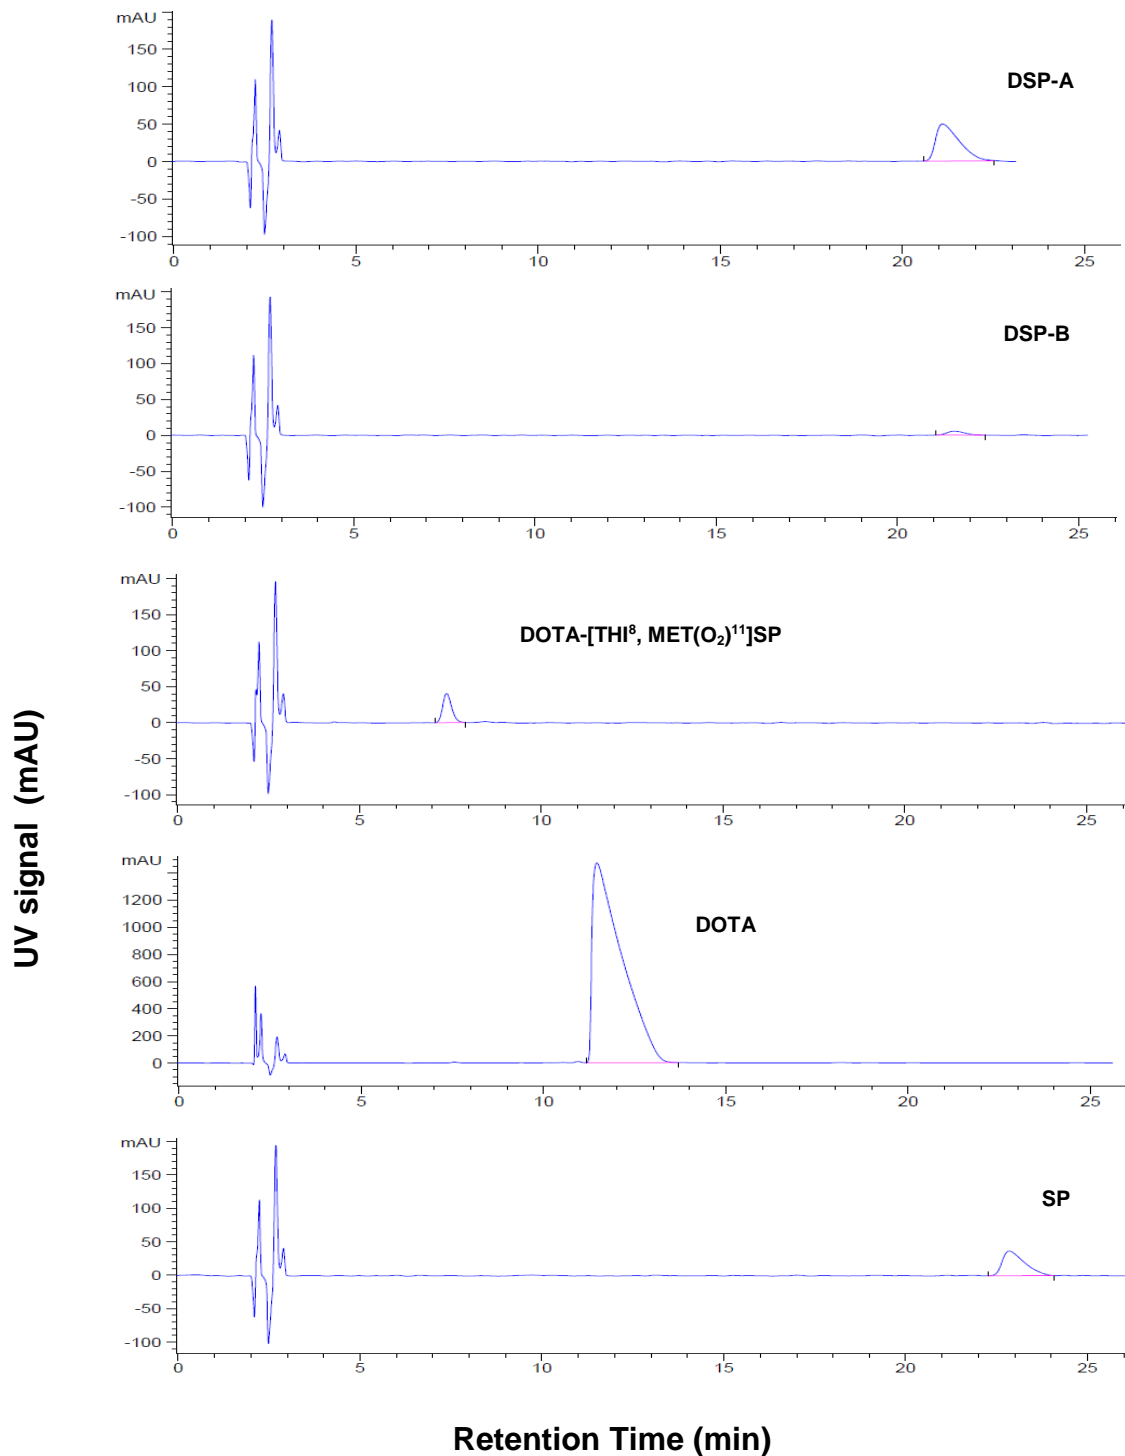 mAU
150
100
50
0
-50
-100
DSP-A
0 5 10 15 20 25
mAU
150
100
50
0
-50
-100
DSP-B
0 5 10 15 20 25
mAU
150
100
50
0
-50
-100
DOTA-[THI⁸, MET(O₂)¹¹]SP
0 5 10 15 20 25
mAU
1200
1000
800
600
400
200
0
DOTA
0 5 10 15 20 25
mAU
150
100
50
0
-50
-100
SP
0 5 10 15 20 25
UV signal (mAU)
Retention Time (min)